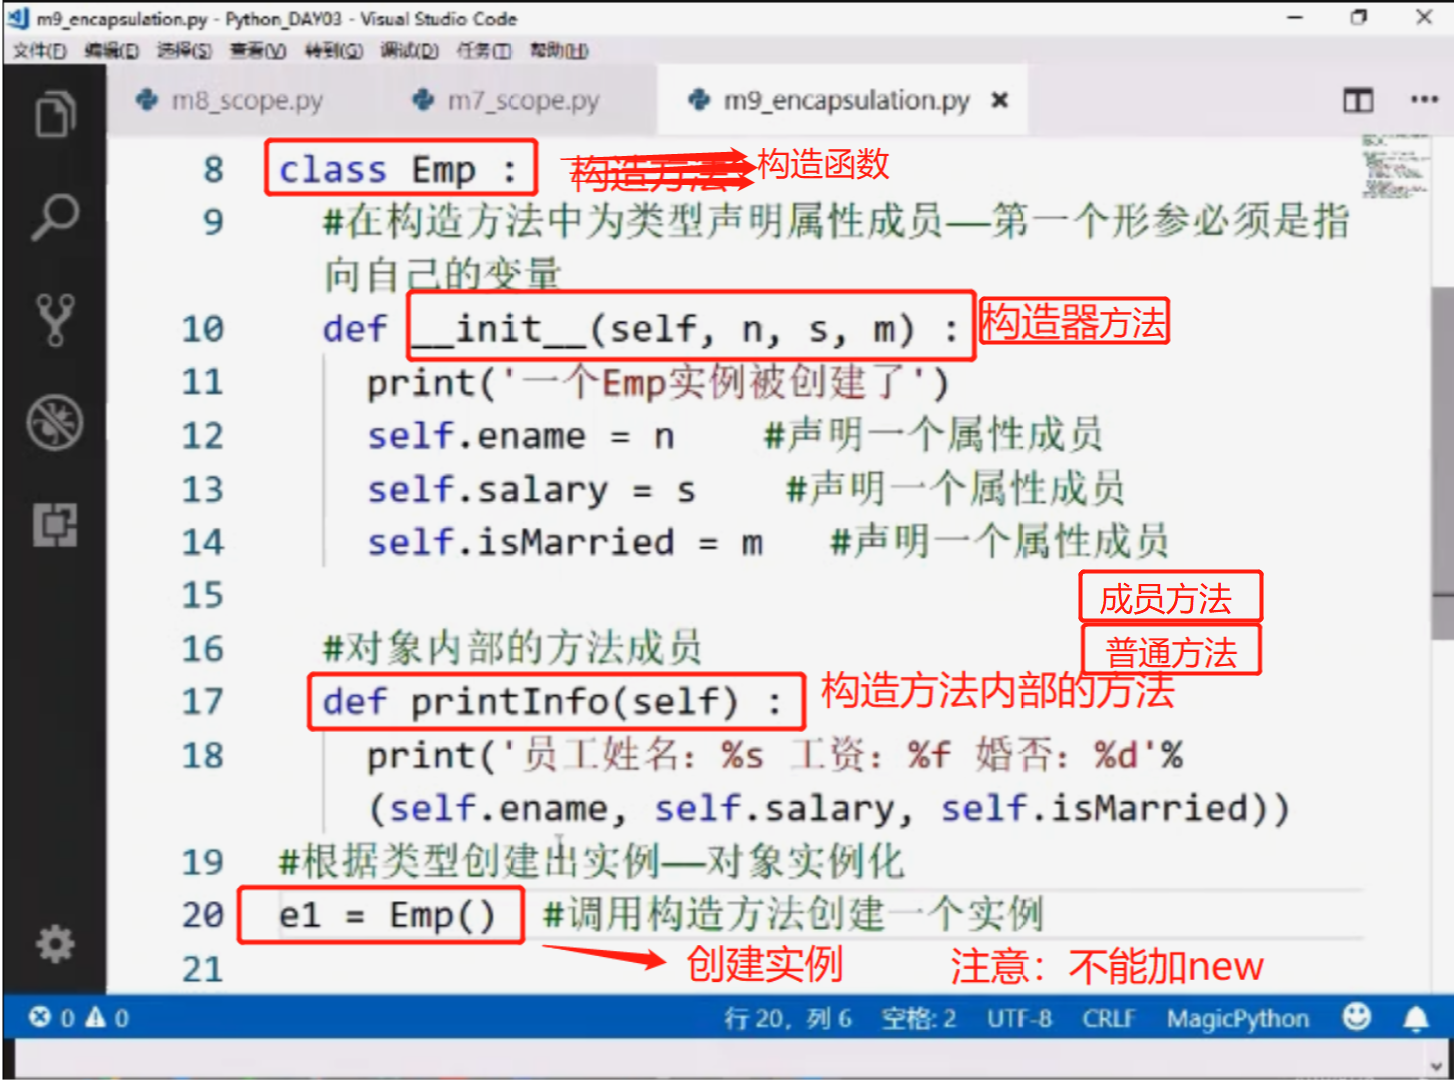 m9_encapsulation.py - Python_DAY03 - Visual Studio Code
文件(F) 编辑(E) 选择(S) 查看(V) 转到(G) 调试(D) 任务(T) 帮助(H)
m8_scope.py m7_scope.py m9_encapsulation.py
8 class Emp : 构造方法 构造函数
9 #在构造方法中为类型声明属性成员——第一个形参必须是指
向自己的变量
10 def __init__(self, n, s, m) : 构造器方法
11 print('一个Emp实例被创建了')
12 self.ename = n #声明一个属性成员
13 self.salary = s #声明一个属性成员
14 self.isMarried = m #声明一个属性成员
15 成员方法
16 #对象内部的方法成员 普通方法
17 def printInfo(self) : 构造方法内部的方法
18 print('员工姓名：%s 工资：%f 婚否：%d'%
(self.ename, self.salary, self.isMarried))
19 #根据类型创建出实例——对象实例化
20 e1 = Emp() #调用构造方法创建一个实例
21 创建实例 注意：不能加new
0 0 行 20，列 6 空格: 2 UTF-8 CRLF MagicPython